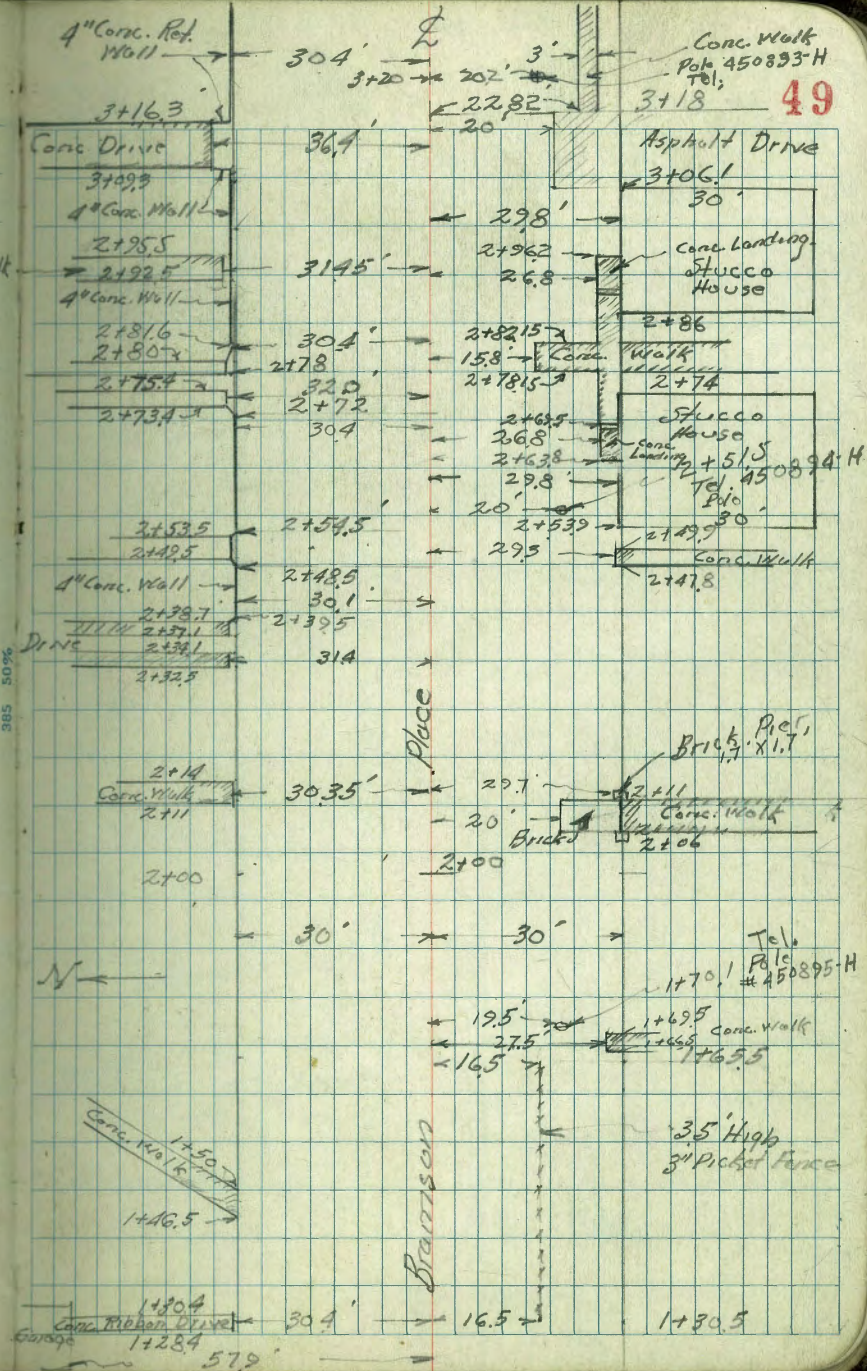 4" Conc. Ret.
Wall
30.4'
℄
3'
Conc. Walk
Pole 450893-H
Tel.
3+20
20.2'
49
3+16.3
22.82'
3+18
20'
Conc. Drive
36.4'
Asphalt Drive
3+09.3
3+06.1
30'
4" Conc. Wall
29.8'
2+95.5
2+96.2
Conc. Landing
2+92.5
31.45'
26.8'
Stucco
House
4" Conc. Wall
2+81.6
30.4'
2+82.15
2+86
2+80
2+78
15.8'
Conc. Walk
2+75.4
32.0'
2+78.15
2+74
2+73.4
2+72
30.4
2+69.5
Stucco
House
26.8
Conc.
Landing
2+63.8
2+51.5
29.8'
Tel. 450894-H
Pole
20'
30'
2+53.5
2+54.5'
2+53.9
2+49.9
2+49.5
29.3
Conc. Walk
4" Conc. Wall
2+48.5
2+47.8
30.1'
2+38.7
2+39.5
2+37.1
Drive
2+34.1
31.4
2+32.5
385 50%
Place
Brick Pier
1.7 x 1.7'
2+14
29.7'
2+11
Conc. Walk
30.35'
Conc. Walk
2+11
20'
Brick
2+06
2+00
2+00
30'
30'
Tel.
Pole
# 450895-H
N
1+70.1
19.5'
1+69.5
Conc. Walk
27.5'
1+66.5
1+65.5
16.5
3.5' High
3" Picket Fence
Conc. Walk
1+50
1+46.5
Bramson
1+30.4
Conc. Ribbon Drive
30.4'
16.5'
1+30.5
Garage
1+28.4
57.9'